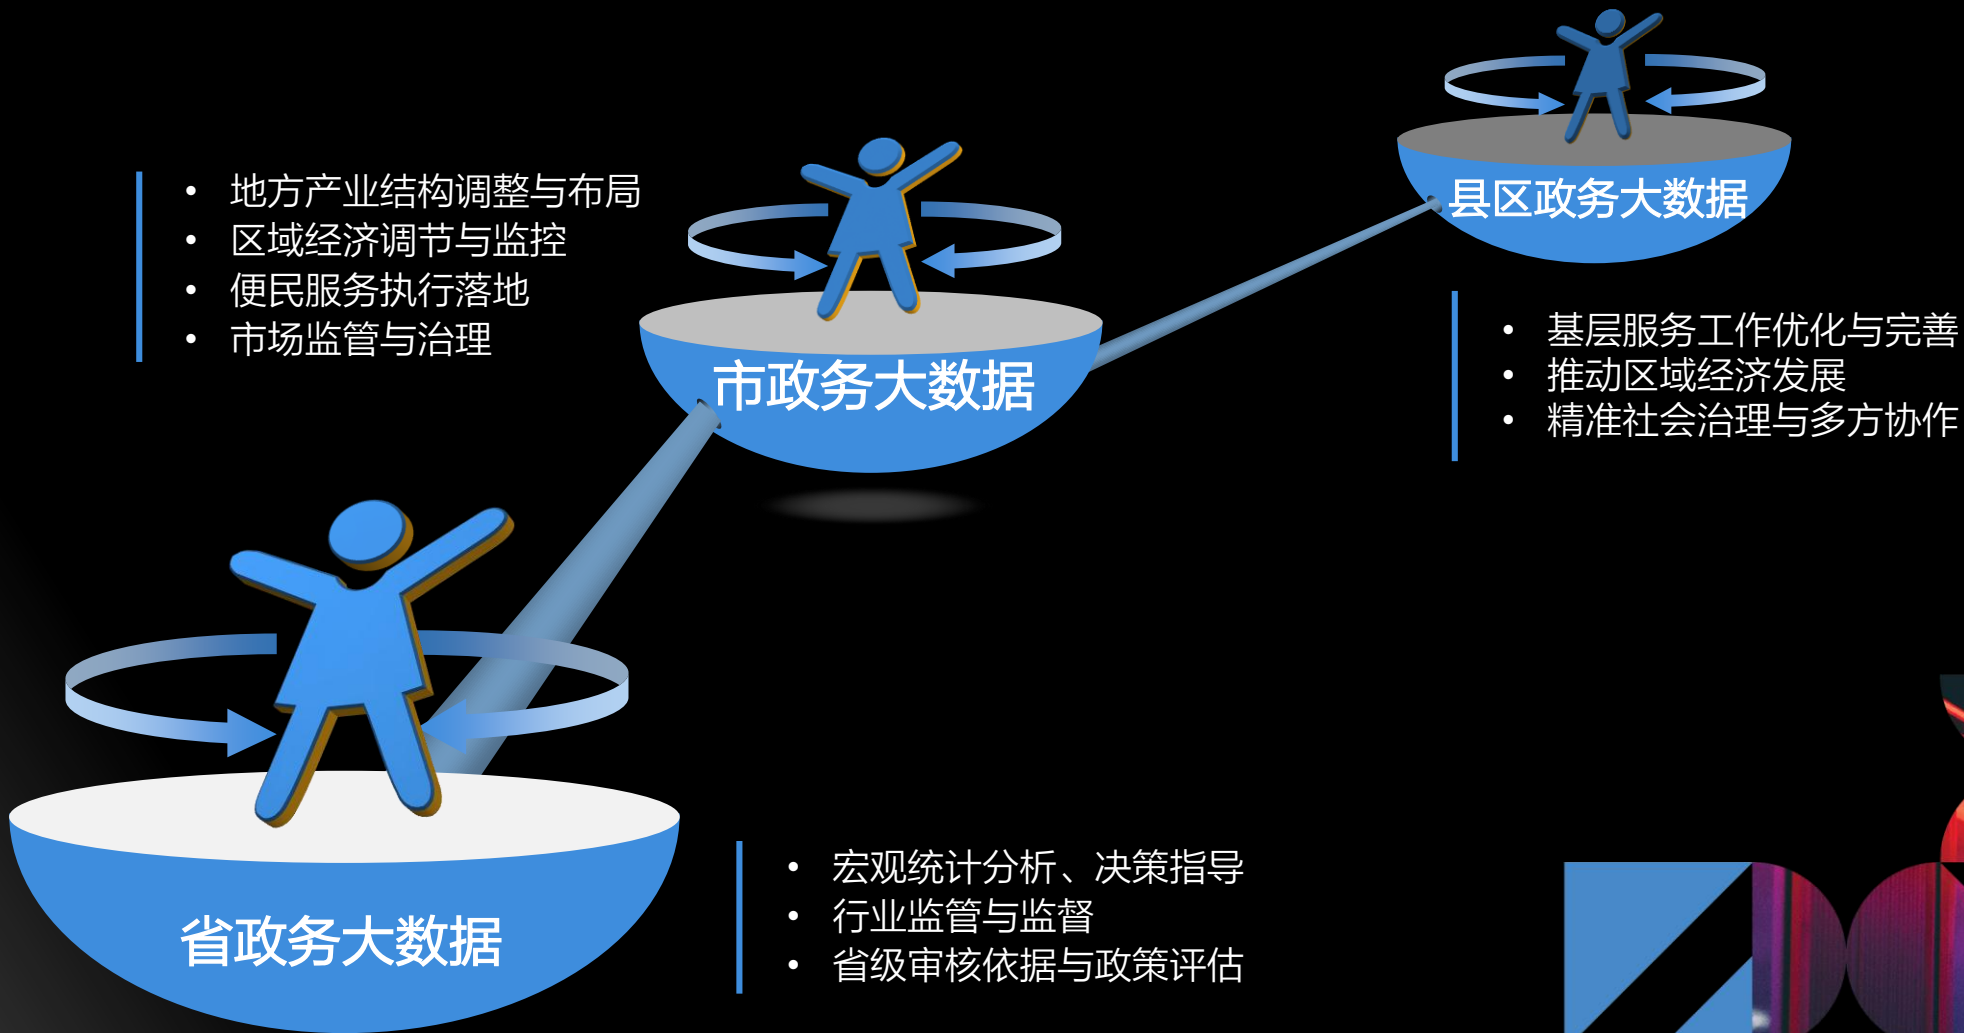 县区政务大数据
• 地方产业结构调整与布局
• 区域经济调节与监控
• 便民服务执行落地
• 市场监管与治理
市政务大数据
• 基层服务工作优化与完善
• 推动区域经济发展
• 精准社会治理与多方协作
省政务大数据
• 宏观统计分析、决策指导
• 行业监管与监督
• 省级审核依据与政策评估